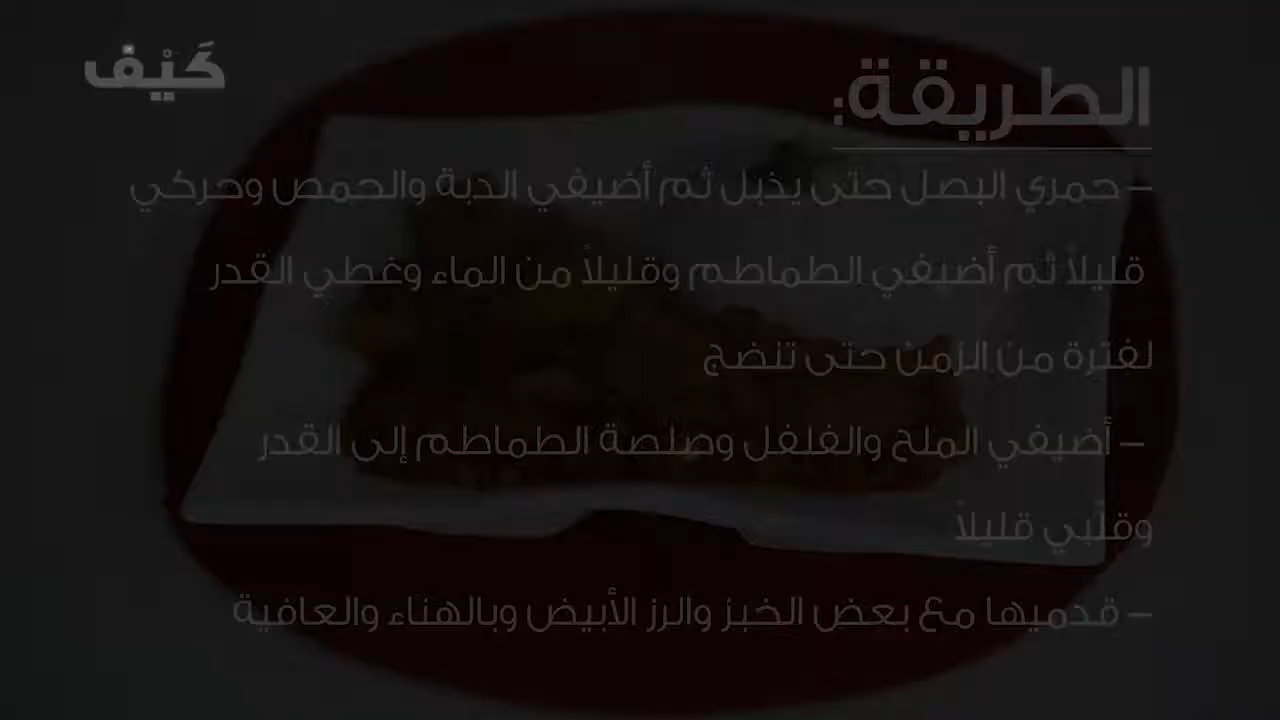 كَيْف
الطريقة:
– حمري البصل حتى يذبل ثم أضيفي الدبة والحمص وحركي
قليلاً ثم أضيفي الطماطم وقليلاً من الماء وغطي القدر
لفترة من الزمن حتى تنضج
– أضيفي الملح والفلفل وصلصة الطماطم إلى القدر
وقلّبي قليلاً
– قدميها مع بعض الخبز والرز الأبيض وبالهناء والعافية